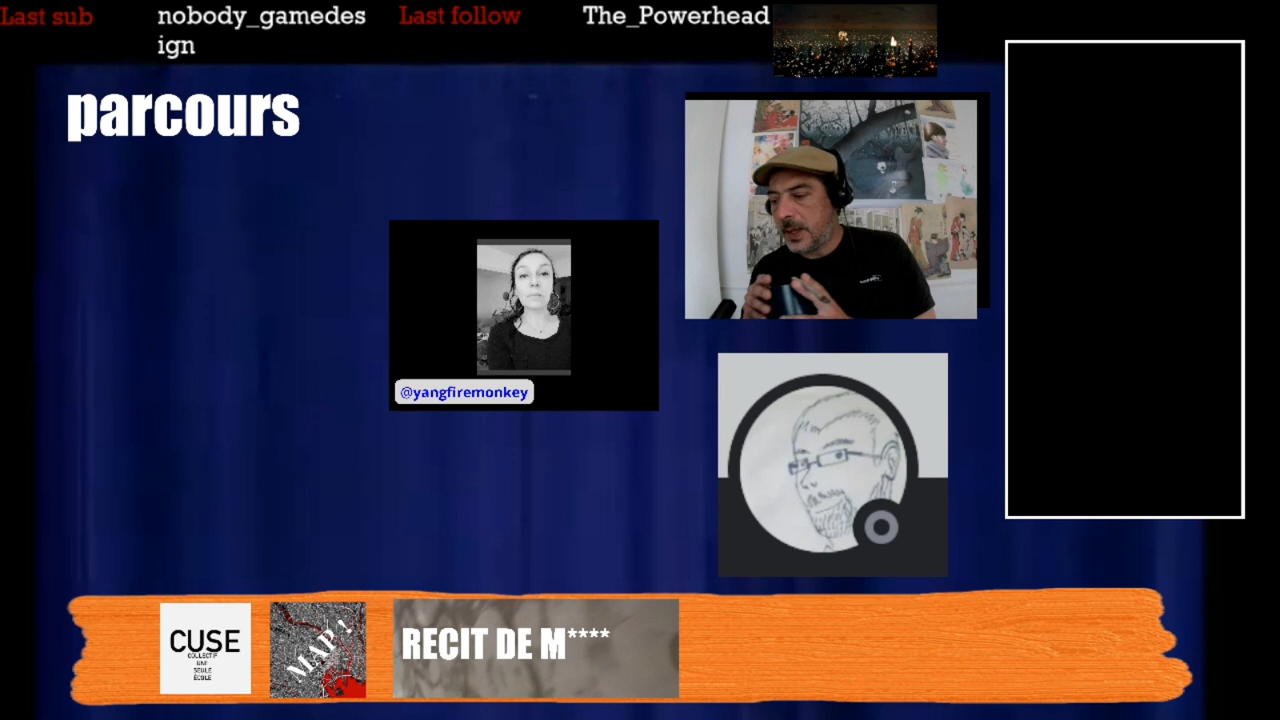 Last sub
nobody_gamedes
ign
Last follow
The_Powerhead
parcours
@yangfiremonkey
CUSE
COLLECTIF
UNE
SEULE
ÉCOLE
MAP !
RECIT DE M****